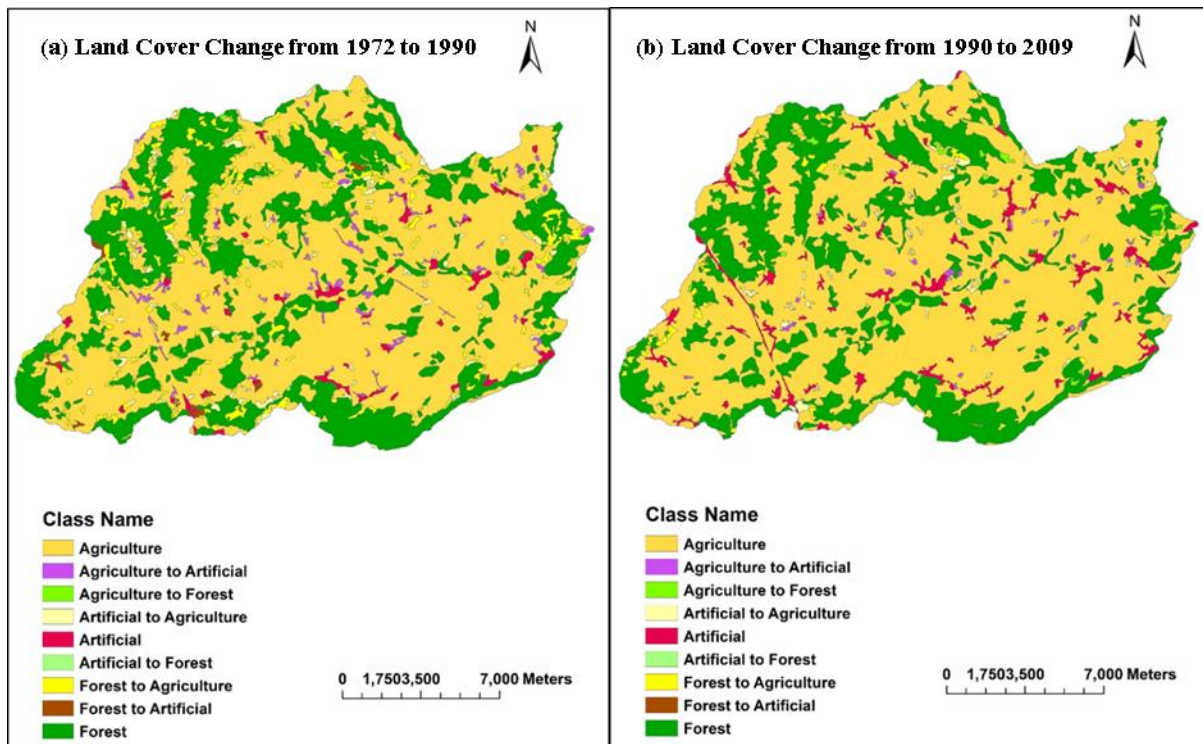 (a) Land Cover Change from 1972 to 1990
N
Class Name
Agriculture
Agriculture to Artificial
Agriculture to Forest
Artificial to Agriculture
Artificial
Artificial to Forest
Forest to Agriculture
Forest to Artificial
Forest
0 1,7503,500 7,000 Meters
(b) Land Cover Change from 1990 to 2009
N
Class Name
Agriculture
Agriculture to Artificial
Agriculture to Forest
Artificial to Agriculture
Artificial
Artificial to Forest
Forest to Agriculture
Forest to Artificial
Forest
0 1,7503,500 7,000 Meters